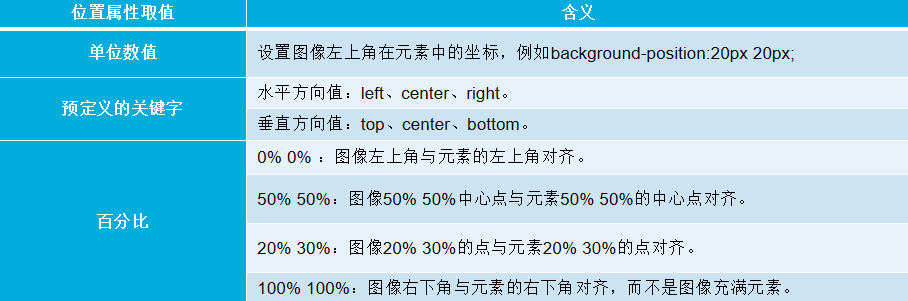 位置属性取值 含义
单位数值 设置图像左上角在元素中的坐标，例如background-position:20px 20px;
预定义的关键字 水平方向值：left、center、right。
垂直方向值：top、center、bottom。
百分比 0% 0% ：图像左上角与元素的左上角对齐。
50% 50%：图像50% 50%中心点与元素50% 50%的中心点对齐。
20% 30%：图像20% 30%的点与元素20% 30%的点对齐。
100% 100%：图像右下角与元素的右下角对齐，而不是图像充满元素。